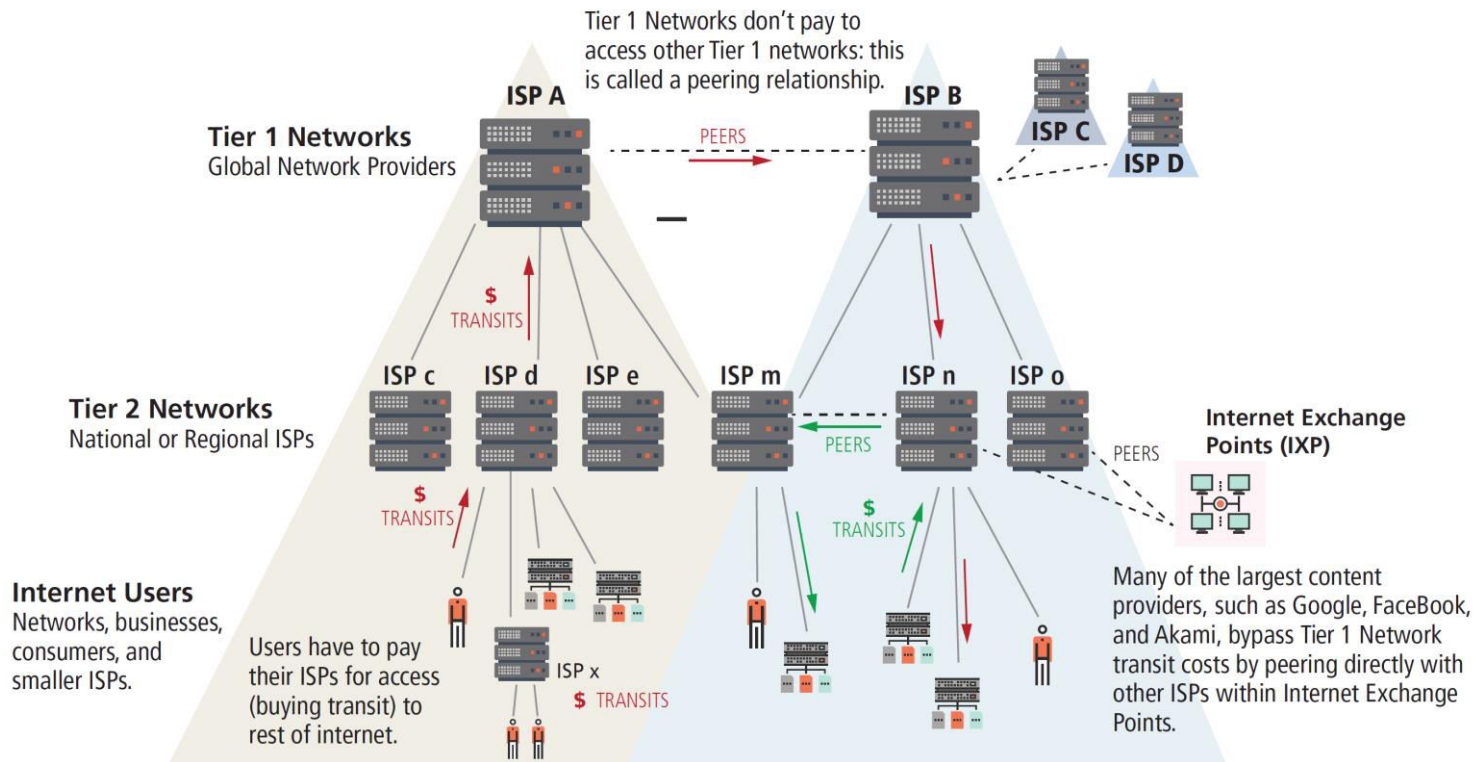 Tier 1 Networks don’t pay to
access other Tier 1 networks: this
is called a peering relationship.
ISP A
ISP B
ISP C
ISP D
Tier 1 Networks
Global Network Providers
PEERS
$
TRANSITS
ISP c
ISP d
ISP e
ISP m
ISP n
ISP o
Tier 2 Networks
National or Regional ISPs
PEERS
PEERS
Internet Exchange
Points (IXP)
$
TRANSITS
$
TRANSITS
Internet Users
Networks, businesses,
consumers, and
smaller ISPs.
Users have to pay
their ISPs for access
(buying transit) to
rest of internet.
ISP x
$ TRANSITS
Many of the largest content
providers, such as Google, FaceBook,
and Akami, bypass Tier 1 Network
transit costs by peering directly with
other ISPs within Internet Exchange
Points.